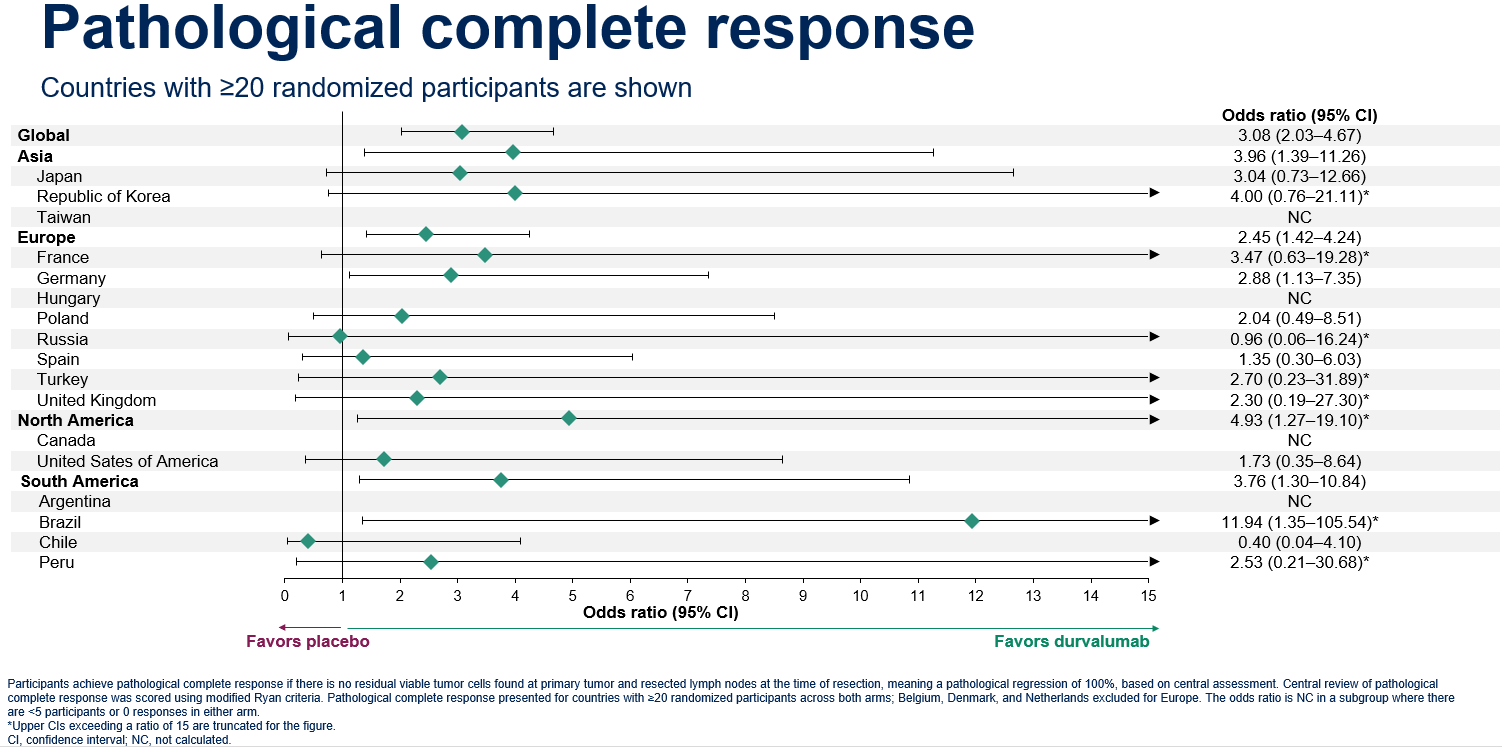 Pathological complete response
Countries with ≥20 randomized participants are shown
Odds ratio (95% CI)
Global 3.08 (2.03–4.67)
Asia 3.96 (1.39–11.26)
Japan 3.04 (0.73–12.66)
Republic of Korea 4.00 (0.76–21.11)*
Taiwan NC
Europe 2.45 (1.42–4.24)
France 3.47 (0.63–19.28)*
Germany 2.88 (1.13–7.35)
Hungary NC
Poland 2.04 (0.49–8.51)
Russia 0.96 (0.06–16.24)*
Spain 1.35 (0.30–6.03)
Turkey 2.70 (0.23–31.89)*
United Kingdom 2.30 (0.19–27.30)*
North America 4.93 (1.27–19.10)*
Canada NC
United Sates of America 1.73 (0.35–8.64)
South America 3.76 (1.30–10.84)
Argentina NC
Brazil 11.94 (1.35–105.54)*
Chile 0.40 (0.04–4.10)
Peru 2.53 (0.21–30.68)*
0 1 2 3 4 5 6 7 8 9 10 11 12 13 14 15
Odds ratio (95% CI)
Favors placebo Favors durvalumab
Participants achieve pathological complete response if there is no residual viable tumor cells found at primary tumor and resected lymph nodes at the time of resection, meaning a pathological regression of 100%, based on central assessment. Central review of pathological
complete response was scored using modified Ryan criteria. Pathological complete response presented for countries with ≥20 randomized participants across both arms; Belgium, Denmark, and Netherlands excluded for Europe. The odds ratio is NC in a subgroup where there
are <5 participants or 0 responses in either arm.
*Upper CIs exceeding a ratio of 15 are truncated for the figure.
CI, confidence interval; NC, not calculated.